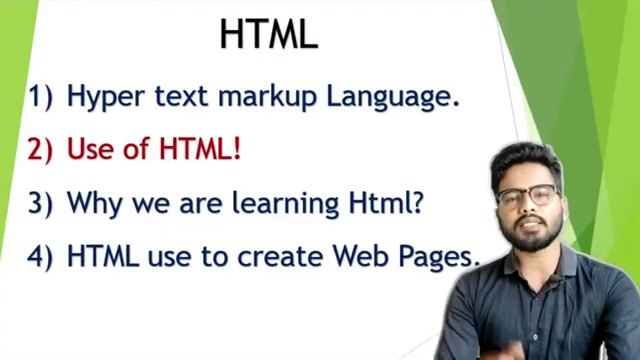 HTML
1) Hyper text markup Language.
2) Use of HTML!
3) Why we are learning Html?
4) HTML use to create Web Pages.